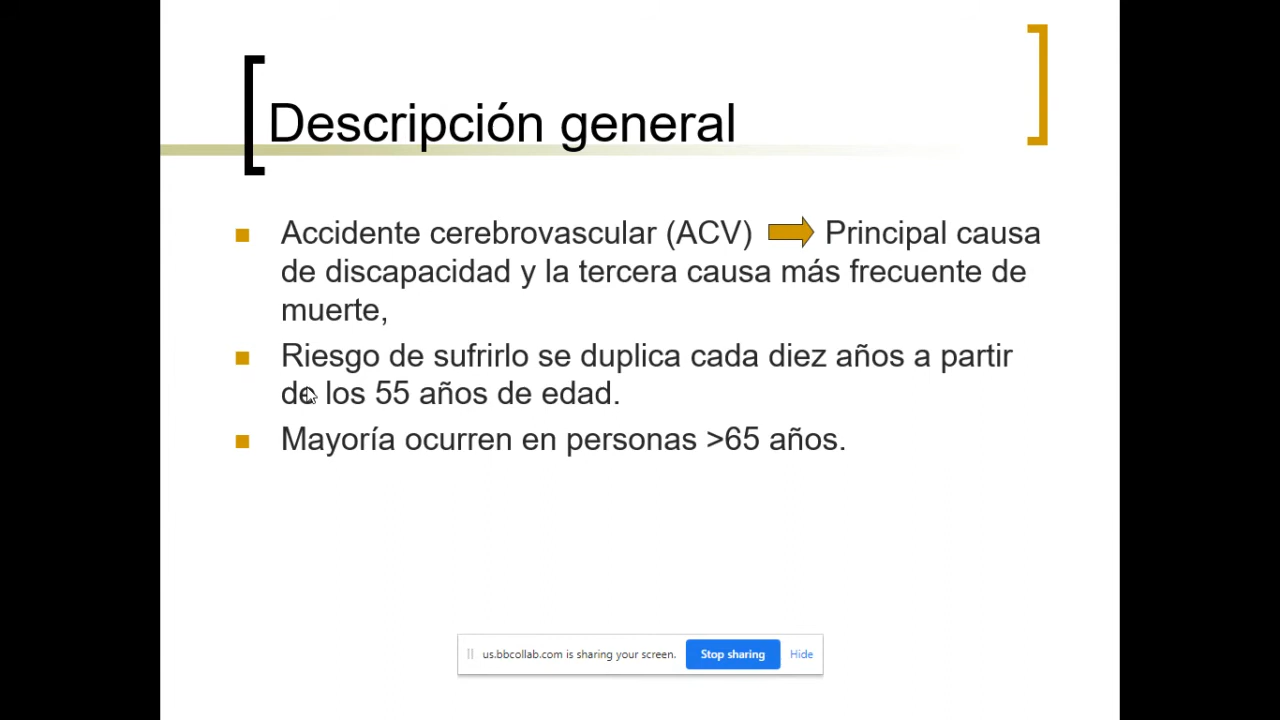 Descripción general
Accidente cerebrovascular (ACV) Principal causa
de discapacidad y la tercera causa más frecuente de
muerte,
Riesgo de sufrirlo se duplica cada diez años a partir
de los 55 años de edad.
Mayoría ocurren en personas >65 años.
us.bbcollab.com is sharing your screen. Stop sharing Hide